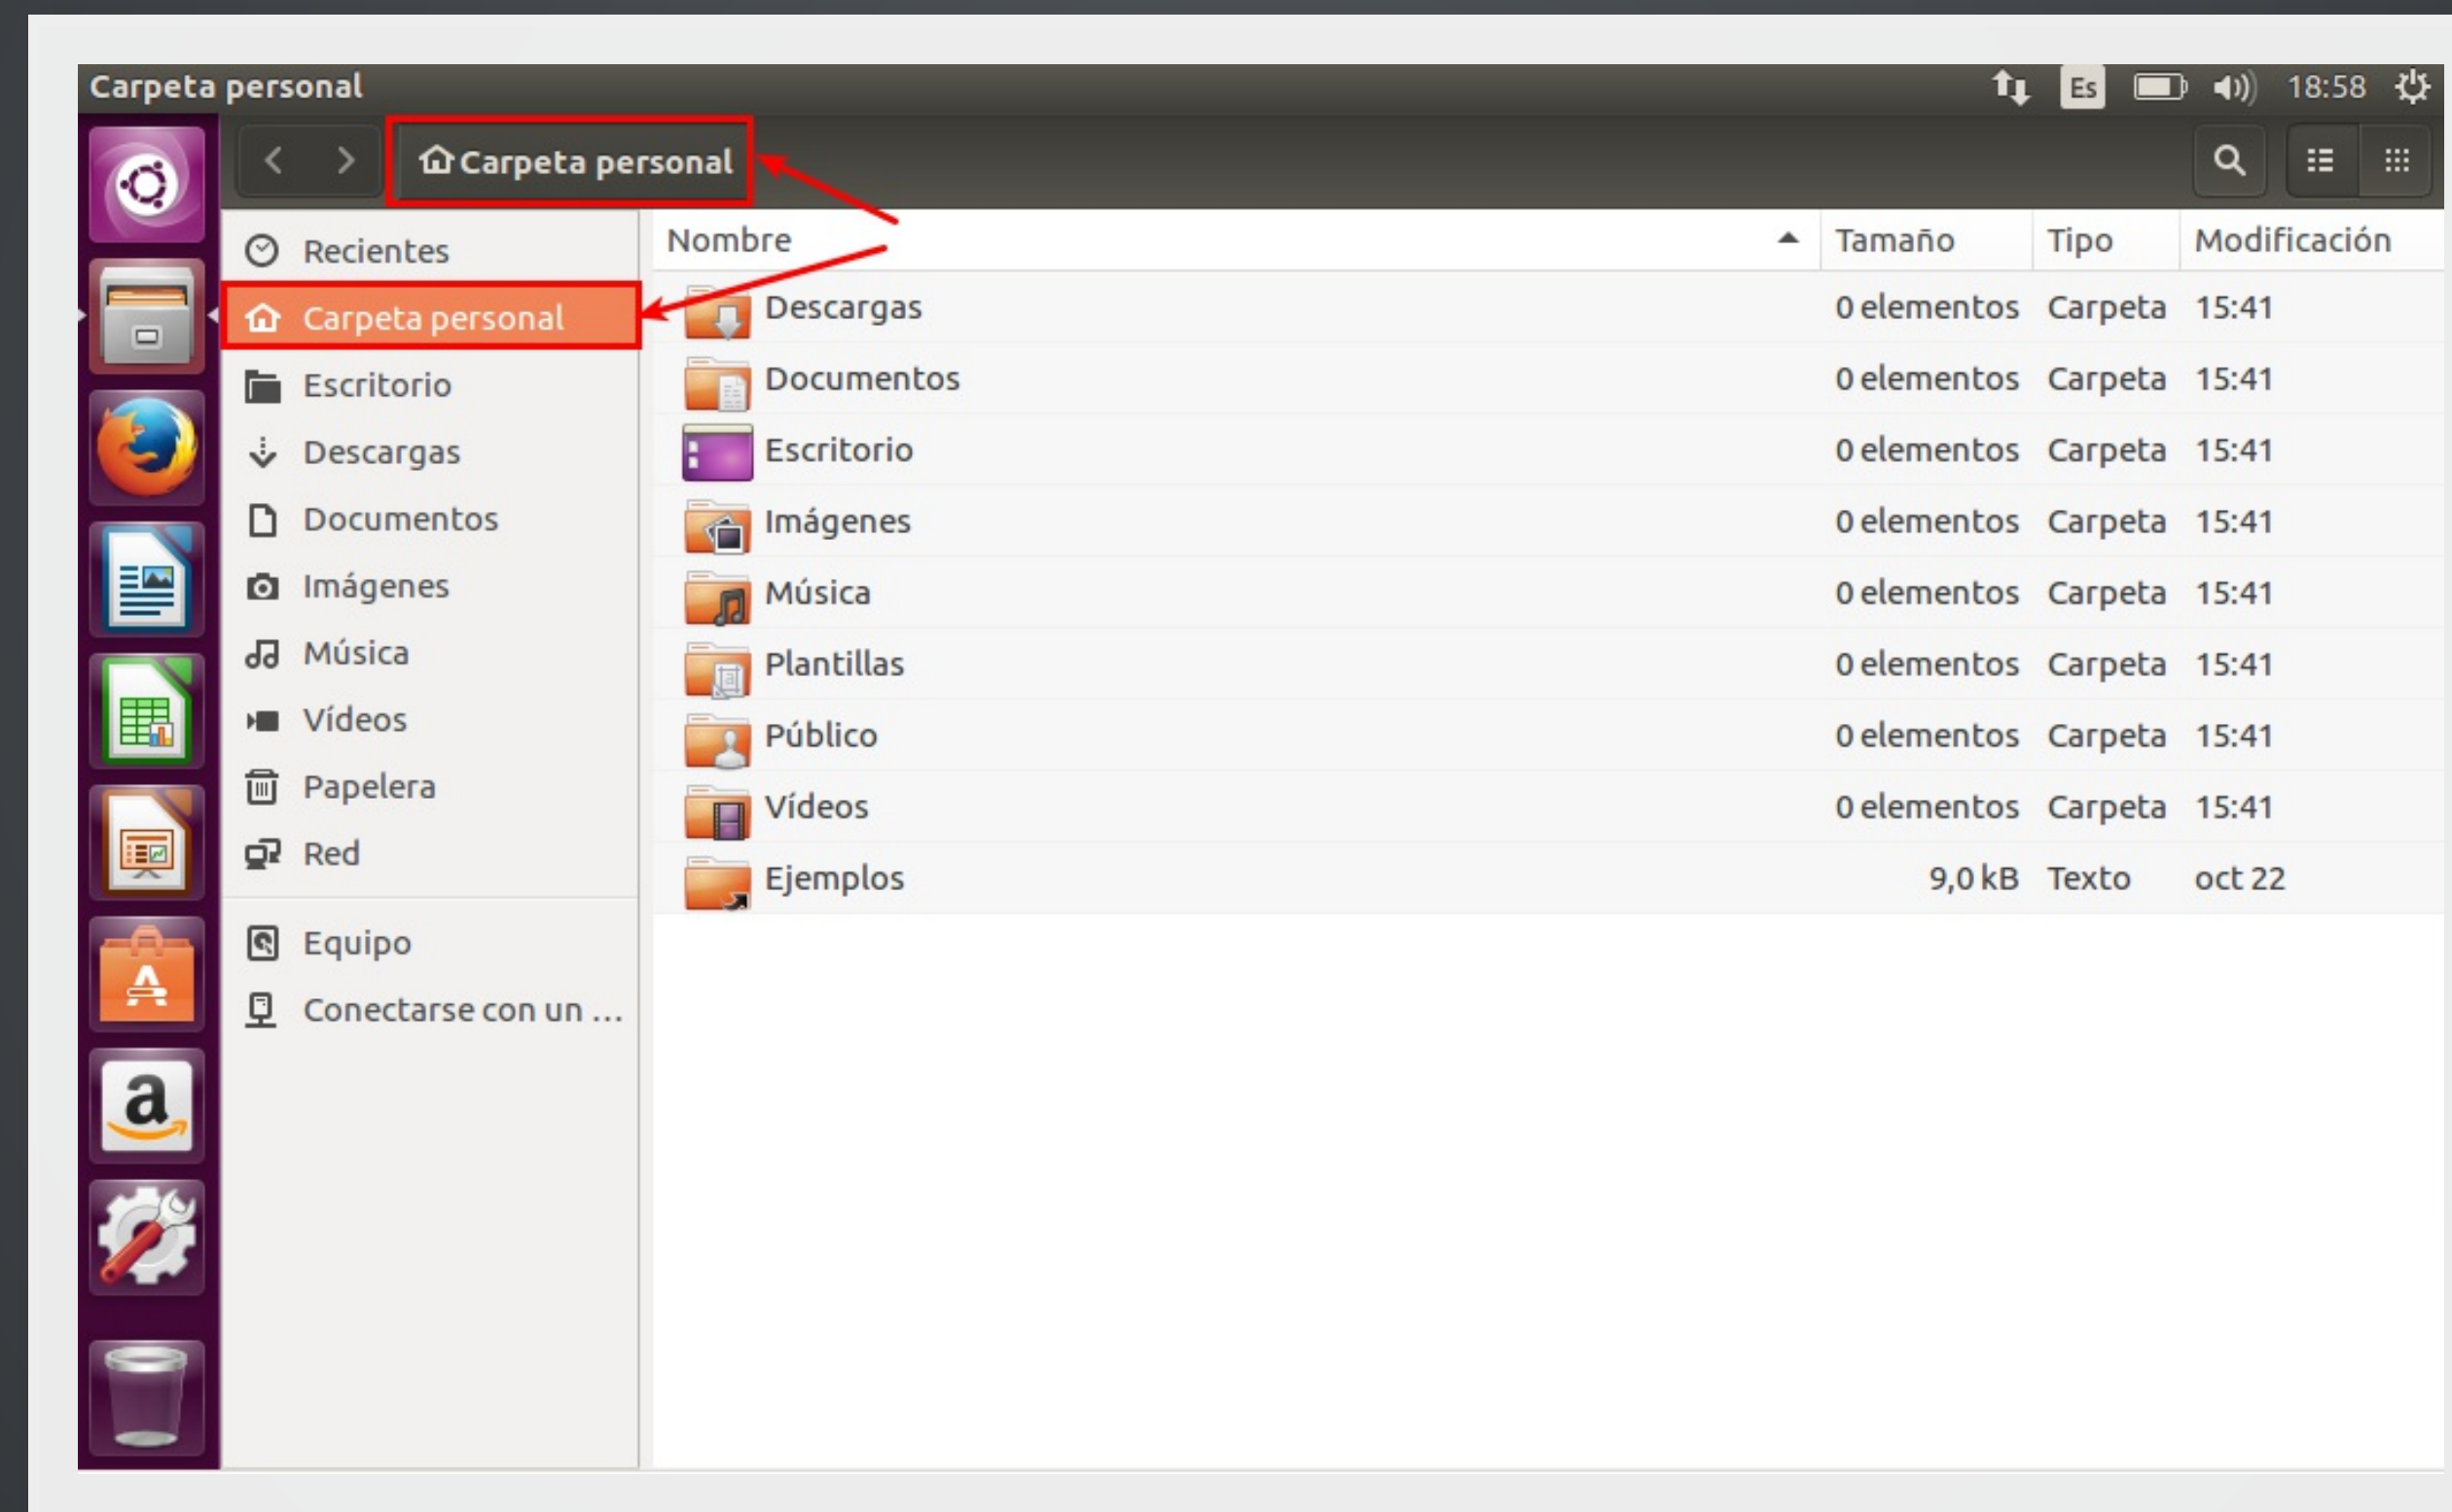 Carpeta personal
Es 18:58
Carpeta personal
Recientes
Carpeta personal
Escritorio
Descargas
Documentos
Imágenes
Música
Vídeos
Papelera
Red
Equipo
Conectarse con un ...
Nombre Tamaño Tipo Modificación
Descargas 0 elementos Carpeta 15:41
Documentos 0 elementos Carpeta 15:41
Escritorio 0 elementos Carpeta 15:41
Imágenes 0 elementos Carpeta 15:41
Música 0 elementos Carpeta 15:41
Plantillas 0 elementos Carpeta 15:41
Público 0 elementos Carpeta 15:41
Vídeos 0 elementos Carpeta 15:41
Ejemplos 9,0 kB Texto oct 22
A
a